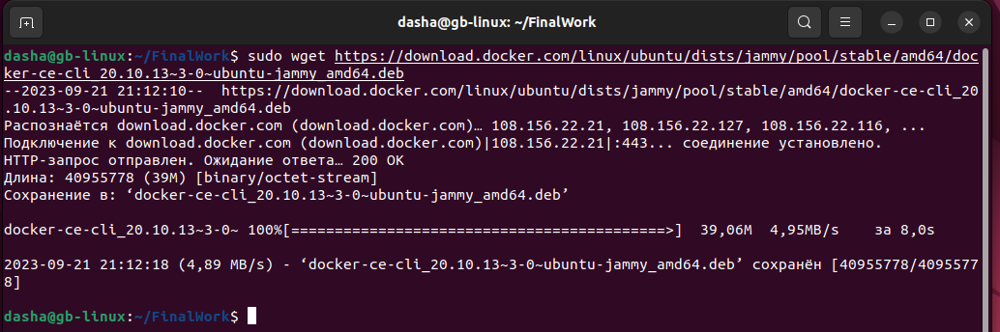 dasha@gb-linux: ~/FinalWork
dasha@gb-linux:~/FinalWork$ sudo wget https://download.docker.com/linux/ubuntu/dists/jammy/pool/stable/amd64/doc
ker-ce-cli_20.10.13~3-0~ubuntu-jammy_amd64.deb
--2023-09-21 21:12:10--  https://download.docker.com/linux/ubuntu/dists/jammy/pool/stable/amd64/docker-ce-cli_20
.10.13~3-0~ubuntu-jammy_amd64.deb
Распознаётся download.docker.com (download.docker.com)… 108.156.22.21, 108.156.22.127, 108.156.22.116, ...
Подключение к download.docker.com (download.docker.com)|108.156.22.21|:443... соединение установлено.
HTTP-запрос отправлен. Ожидание ответа… 200 OK
Длина: 40955778 (39M) [binary/octet-stream]
Сохранение в: ‘docker-ce-cli_20.10.13~3-0~ubuntu-jammy_amd64.deb’
docker-ce-cli_20.10.13~3-0~ 100%[===========================================>]  39,06M  4,95MB/s    за 8,0s
2023-09-21 21:12:18 (4,89 MB/s) - ‘docker-ce-cli_20.10.13~3-0~ubuntu-jammy_amd64.deb’ сохранён [40955778/4095577
8]
dasha@gb-linux:~/FinalWork$